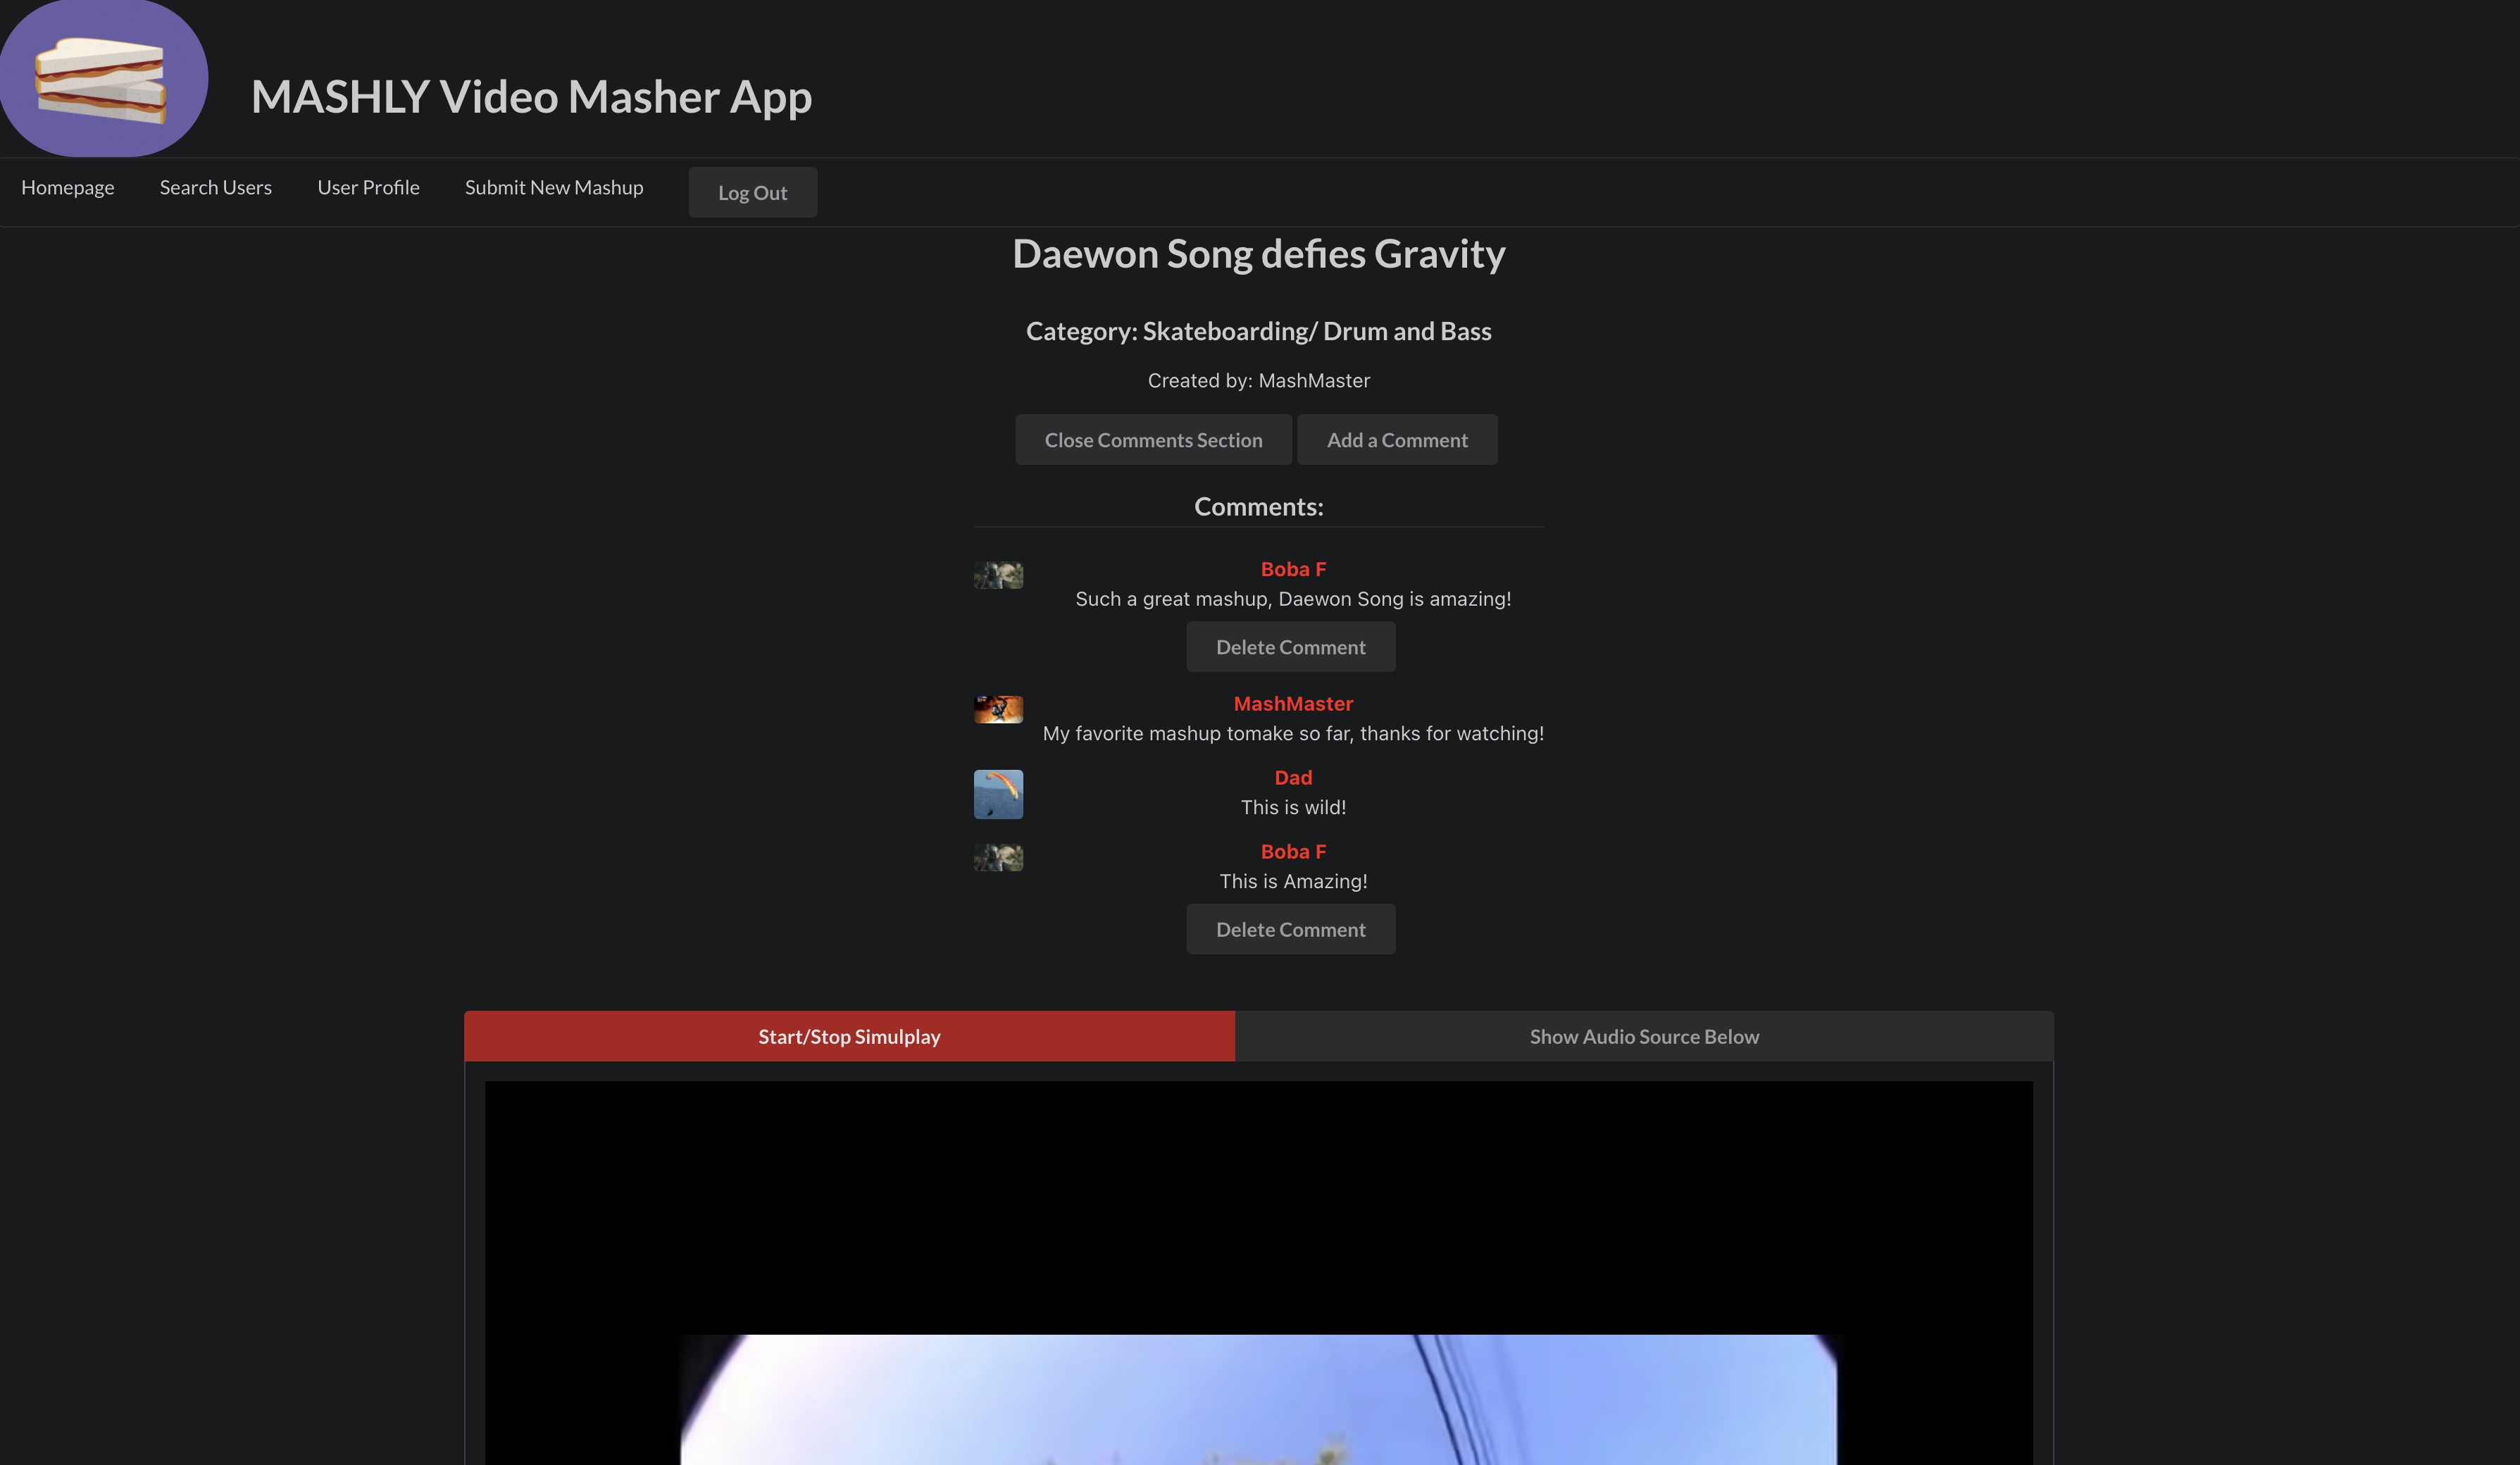 MASHLY Video Masher App
Homepage
Search Users
User Profile
Submit New Mashup
Log Out
Daewon Song defies Gravity
Category: Skateboarding/ Drum and Bass
Created by: MashMaster
Close Comments Section
Add a Comment
Comments:
Boba F
Such a great mashup, Daewon Song is amazing!
Delete Comment
MashMaster
My favorite mashup tomake so far, thanks for watching!
Dad
This is wild!
Boba F
This is Amazing!
Delete Comment
Start/Stop Simulplay
Show Audio Source Below